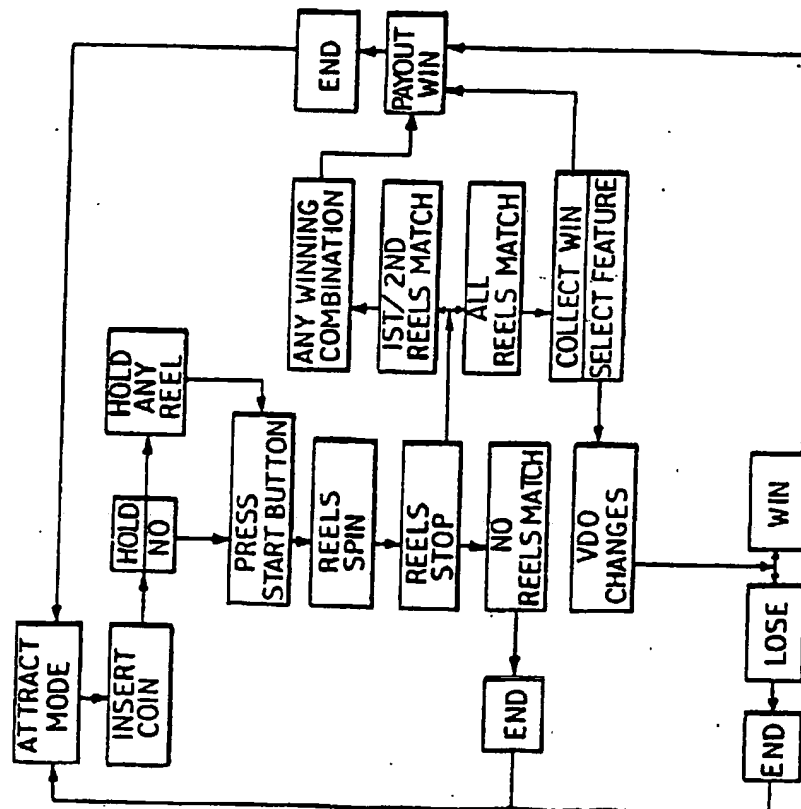 ATTRACT
MODE
INSERT
COIN
HOLD
NO
HOLD
ANY
REEL
PRESS
START BUTTON
REELS
SPIN
REELS
STOP
NO
REELS MATCH
END
ANY WINNING
COMBINATION
1ST/2ND
REELS MATCH
ALL
REELS MATCH
COLLECT WIN
SELECT FEATURE
PAYOUT
WIN
END
VDO
CHANGES
WIN
LOSE
END